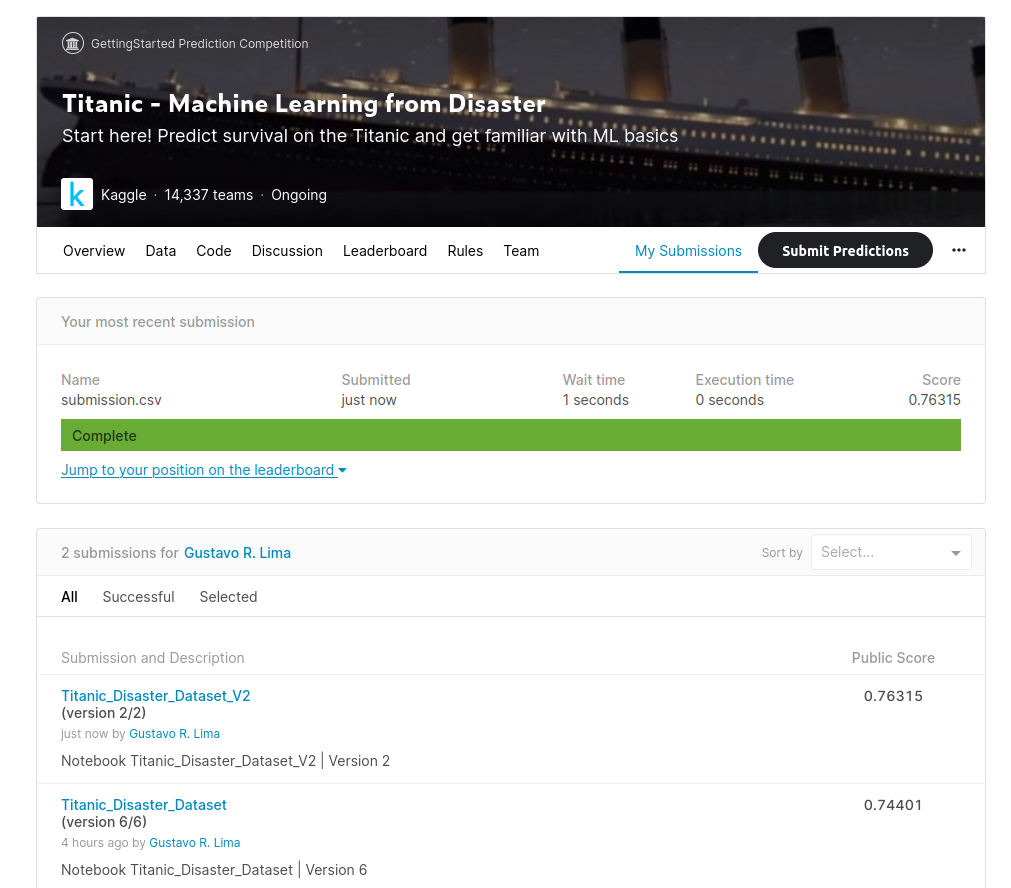 GettingStarted Prediction Competition
Titanic - Machine Learning from Disaster
Start here! Predict survival on the Titanic and get familiar with ML basics
k Kaggle · 14,337 teams · Ongoing
Overview Data Code Discussion Leaderboard Rules Team My Submissions Submit Predictions ···
Your most recent submission
Name Submitted Wait time Execution time Score
submission.csv just now 1 seconds 0 seconds 0.76315
Complete
Jump to your position on the leaderboard
2 submissions for Gustavo R. Lima Sort by Select...
All Successful Selected
Submission and Description Public Score
Titanic_Disaster_Dataset_V2 0.76315
(version 2/2)
just now by Gustavo R. Lima
Notebook Titanic_Disaster_Dataset_V2 | Version 2
Titanic_Disaster_Dataset 0.74401
(version 6/6)
4 hours ago by Gustavo R. Lima
Notebook Titanic_Disaster_Dataset | Version 6